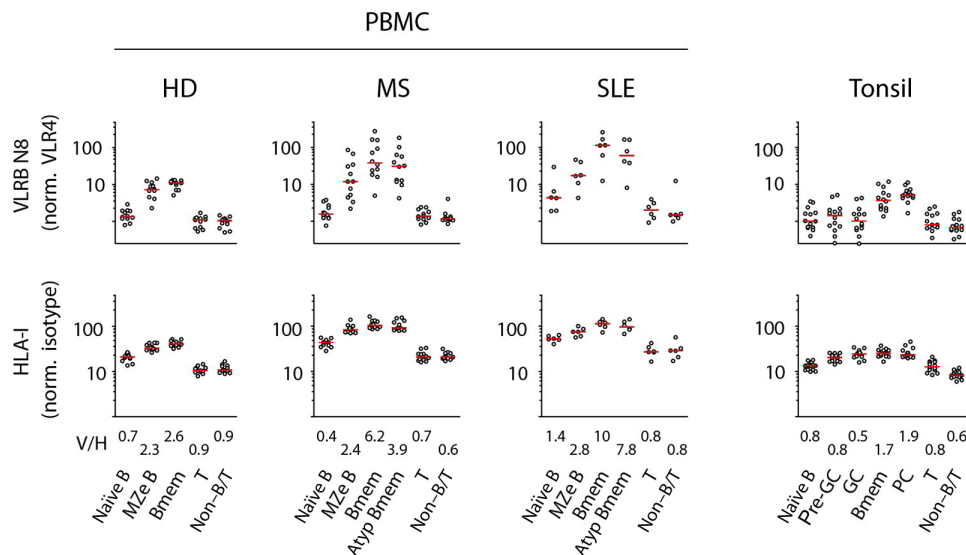 PBMC
HD MS SLE Tonsil
VLRB N8
(norm. VLR4)
100 100 100 100
10 10 10 10
HLA-I
(norm. isotype)
100 100 100 100
10 10 10 10
V/H
0.7 2.3 2.6 0.9 0.9
0.4 2.4 6.2 3.9 0.7 0.6
1.4 2.8 10 7.8 0.8 0.8
0.8 0.8 0.5 1.7 1.9 0.8 0.6
Näive B MZe B Bmem T Non–B/T
Näive B MZe B Bmem Atyp Bmem T Non–B/T
Näive B MZe B Bmem Atyp Bmem T Non–B/T
Näive B Pre-GC GC Bmem PC T Non–B/T